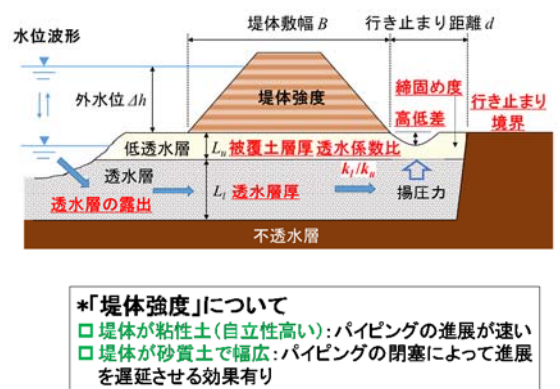 堤体敷幅 B
行き止まり距離 d
水位波形
外水位 Δh
堤体強度
締固め度
高低差
行き止まり
境界
低透水層
Lu 被覆土層厚 透水係数比
透水層
kl/ku
透水層の露出
Ll 透水層厚
揚圧力
不透水層
*「堤体強度」について
□ 堤体が粘性土(自立性高い):パイピングの進展が速い
□ 堤体が砂質土で幅広:パイピングの閉塞によって進展
を遅延させる効果有り